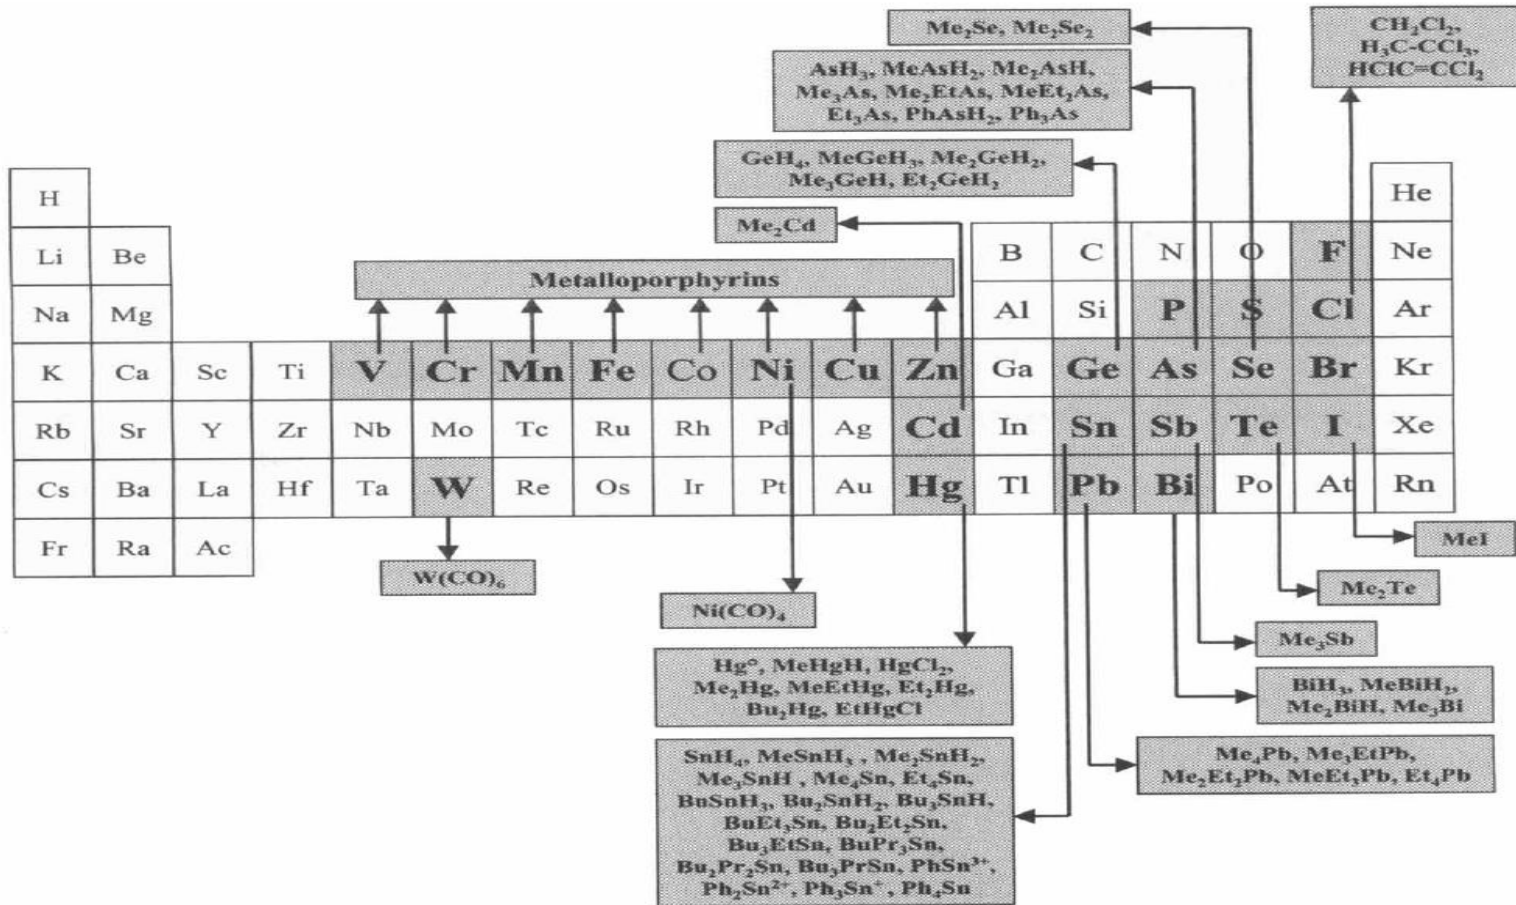 Me₂Se, Me₂Se₂
CH₂Cl₂,
H₃C-CCl₃,
HClC=CCl₂
AsH₃, MeAsH₂, Me₂AsH,
Me₃As, Me₂EtAs, MeEt₂As,
Et₃As, PhAsH₂, Ph₃As
GeH₄, MeGeH₃, Me₂GeH₂,
Me₃GeH, Et₂GeH₂
Me₂Cd
H He
Li Be B C N O F Ne
Metalloporphyrins
Na Mg Al Si P S Cl Ar
K Ca Sc Ti V Cr Mn Fe Co Ni Cu Zn Ga Ge As Se Br Kr
Rb Sr Y Zr Nb Mo Tc Ru Rh Pd Ag Cd In Sn Sb Te I Xe
Cs Ba La Hf Ta W Re Os Ir Pt Au Hg Tl Pb Bi Po At Rn
Fr Ra Ac
MeI
W(CO)₆
Me₂Te
Ni(CO)₄
Me₃Sb
Hg°, MeHgH, HgCl₂,
Me₂Hg, MeEtHg, Et₂Hg,
Bu₂Hg, EtHgCl
BiH₃, MeBiH₂,
Me₂BiH, Me₃Bi
Me₄Pb, Me₃EtPb,
Me₂Et₂Pb, MeEt₃Pb, Et₄Pb
SnH₄, MeSnH₃ , Me₂SnH₂,
Me₃SnH , Me₄Sn, Et₄Sn,
BuSnH₃, Bu₂SnH₂, Bu₃SnH,
BuEt₃Sn, Bu₂Et₂Sn,
Bu₃EtSn, BuPr₃Sn,
Bu₂Pr₂Sn, Bu₃PrSn, PhSn³⁺,
Ph₂Sn²⁺, Ph₃Sn⁺, Ph₄Sn